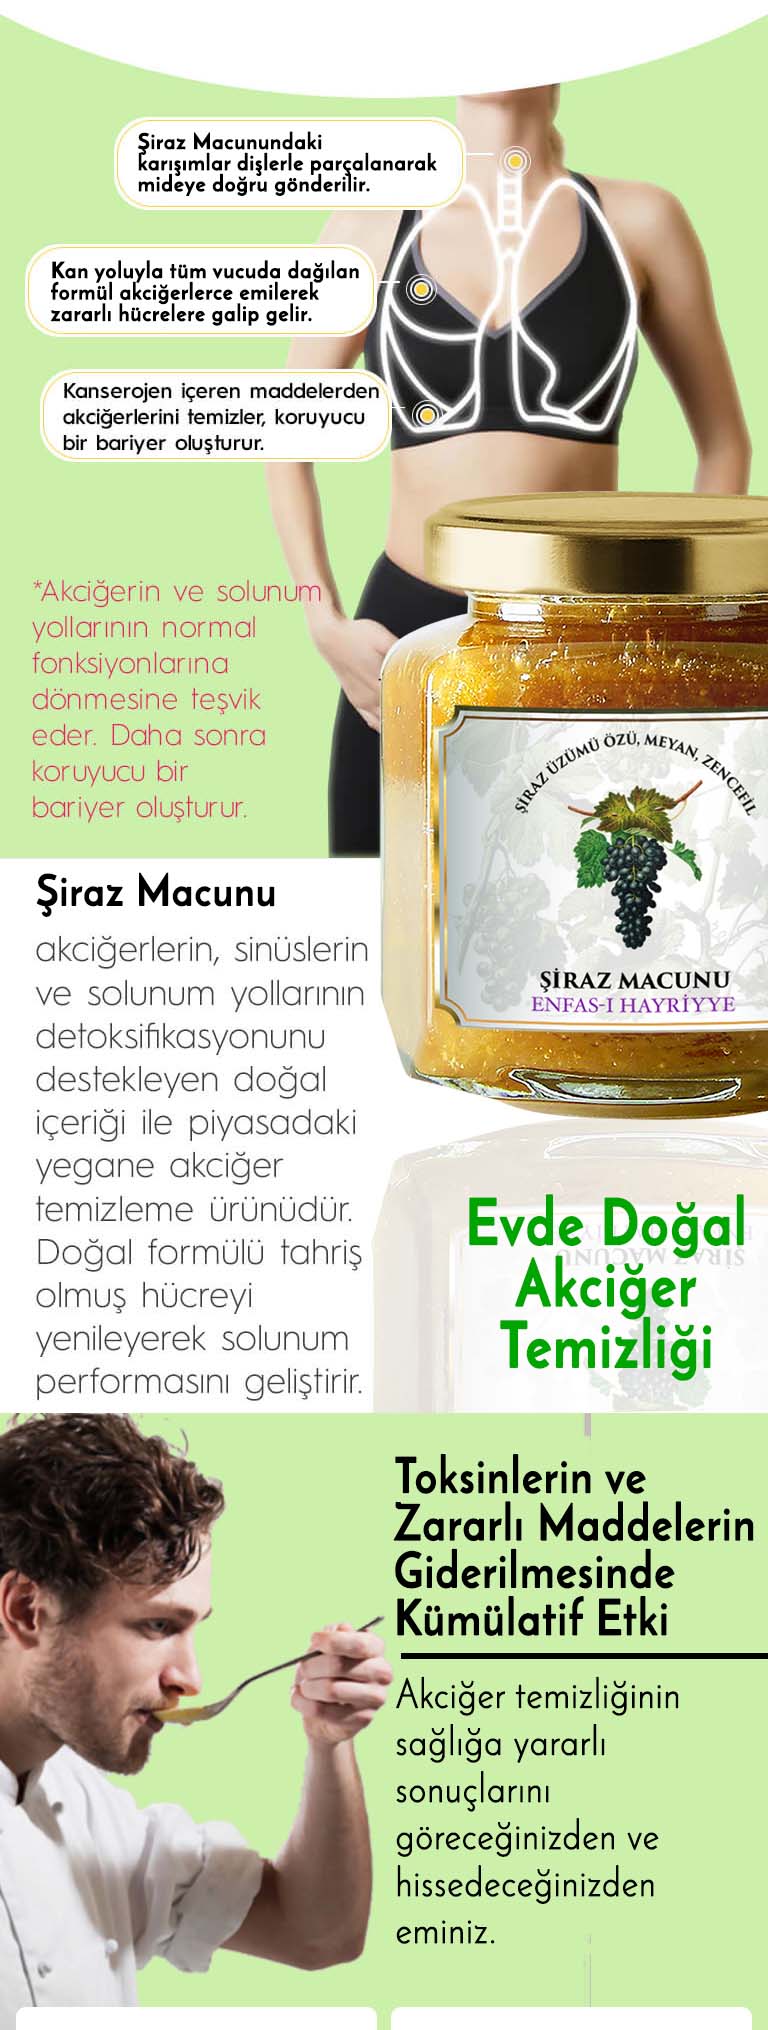 Şiraz Macunundaki
karışımlar dişlerle parçalanarak
mideye doğru gönderilir.
Kan yoluyla tüm vucuda dağılan
formül akciğerlerce emilerek
zararlı hücrelere galip gelir.
Kanserojen içeren maddelerden
akciğerlerini temizler, koruyucu
bir bariyer oluşturur.
*Akciğerin ve solunum
yollarının normal
fonksiyonlarına
dönmesine teşvik
eder. Daha sonra
koruyucu bir
bariyer oluşturur.
ŞİRAZ ÜZÜMÜ ÖZÜ, MEYAN, ZENCEFİL
ŞİRAZ MACUNU
ENFAS-I HAYRİYYE
Şiraz Macunu
akciğerlerin, sinüslerin
ve solunum yollarının
detoksifikasyonunu
destekleyen doğal
içeriği ile piyasadaki
yegane akciğer
temizleme ürünüdür.
Doğal formülü tahriş
olmuş hücreyi
yenileyerek solunum
performasını geliştirir.
Evde Doğal
Akciğer
Temizliği
Toksinlerin ve
Zararlı Maddelerin
Giderilmesinde
Kümülatif Etki
Akciğer temizliğinin
sağlığa yararlı
sonuçlarını
göreceğinizden ve
hissedeceğinizden
eminiz.